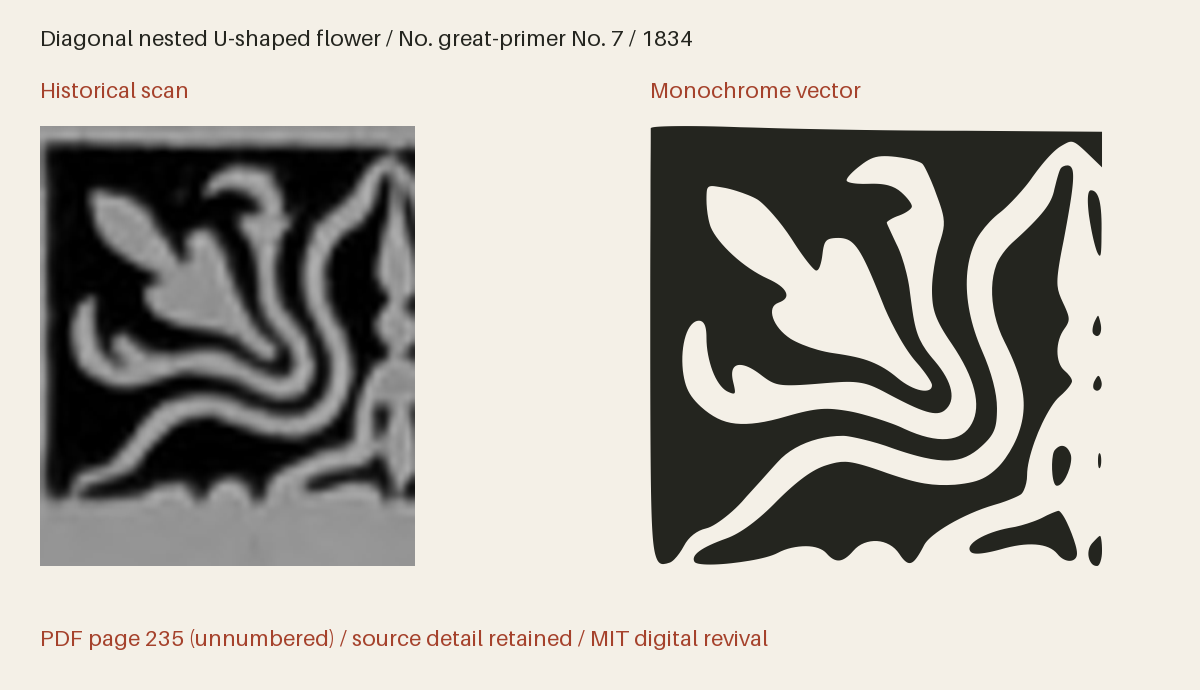 Diagonal nested U-shaped flower / No. great-primer No. 7 / 1834
Historical scan
Monochrome vector
PDF page 235 (unnumbered) / source detail retained / MIT digital revival